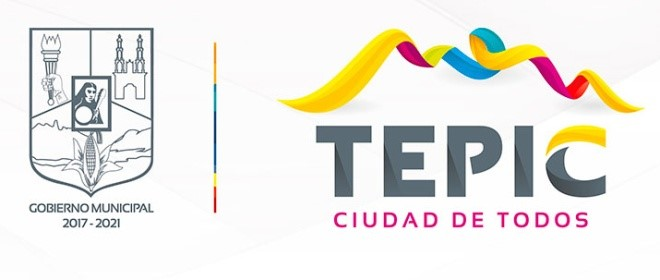 GOBIERNO MUNICIPAL
2017 - 2021
TEPIC
CIUDAD DE TODOS